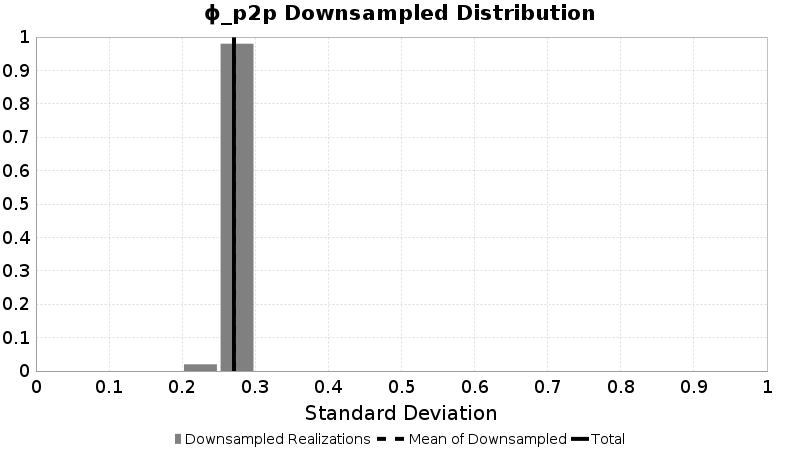 ϕ_p2p Downsampled Distribution
1
0.9
0.8
0.7
0.6
0.5
0.4
0.3
0.2
0.1
0
0 0.1 0.2 0.3 0.4 0.5 0.6 0.7 0.8 0.9 1
Standard Deviation
Downsampled Realizations Mean of Downsampled Total